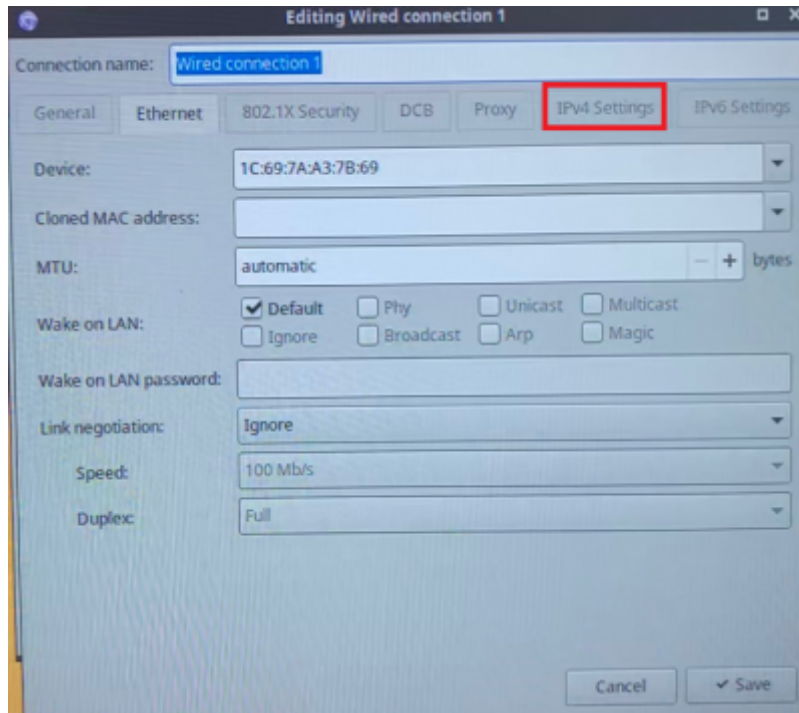 Editing Wired connection 1
Connection name: Wired connection 1
General Ethernet 802.1X Security DCB Proxy IPv4 Settings IPv6 Settings
Device: 1C:69:7A:A3:7B:69
Cloned MAC address:
MTU: automatic bytes
Wake on LAN: Default Phy Unicast Multicast
Ignore Broadcast Arp Magic
Wake on LAN password:
Link negotiation: Ignore
Speed: 100 Mb/s
Duplex: Full
Cancel Save